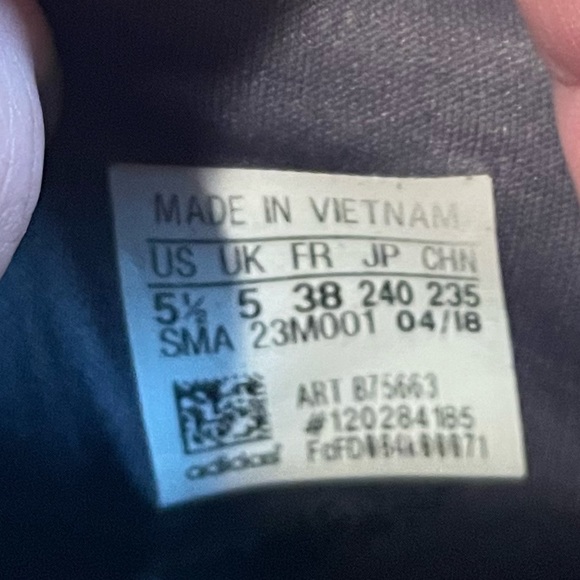 MADE IN VIETNAM
US UK FR JP CHN
5½ 5 38 240 235
SMA 23M001 04/18
ART B75663
#120284185
adidas